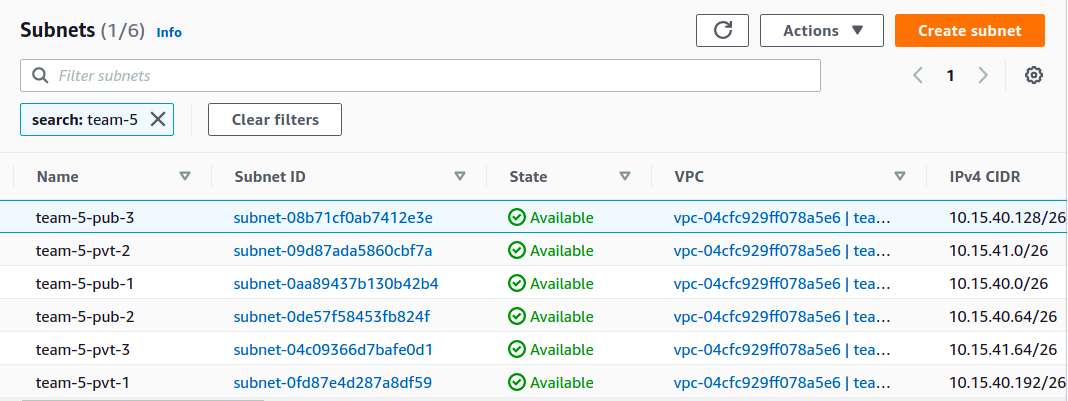 Subnets (1/6) Info Actions Create subnet
Filter subnets 1
search: team-5 Clear filters
Name Subnet ID State VPC IPv4 CIDR
team-5-pub-3 subnet-08b71cf0ab7412e3e Available vpc-04cfc929ff078a5e6 | tea… 10.15.40.128/26
team-5-pvt-2 subnet-09d87ada5860cbf7a Available vpc-04cfc929ff078a5e6 | tea… 10.15.41.0/26
team-5-pub-1 subnet-0aa89437b130b42b4 Available vpc-04cfc929ff078a5e6 | tea… 10.15.40.0/26
team-5-pub-2 subnet-0de57f58453fb824f Available vpc-04cfc929ff078a5e6 | tea… 10.15.40.64/26
team-5-pvt-3 subnet-04c09366d7bafe0d1 Available vpc-04cfc929ff078a5e6 | tea… 10.15.41.64/26
team-5-pvt-1 subnet-0fd87e4d287a8df59 Available vpc-04cfc929ff078a5e6 | tea… 10.15.40.192/26